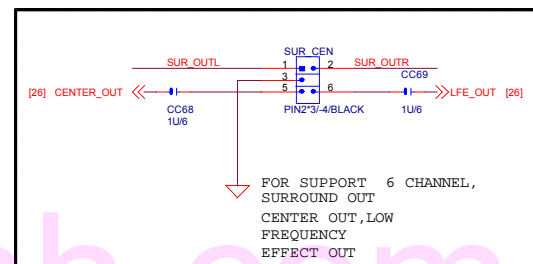 SUR_CEN
SUR_OUTL 1 2 SUR_OUTR
3 CC69
[26] CENTER_OUT 5 6 LFE_OUT [26]
CC68 PIN2*3/-4/BLACK 1U/6
1U/6
FOR SUPPORT 6 CHANNEL,
SURROUND OUT
CENTER OUT,LOW
FREQUENCY
EFFECT OUT